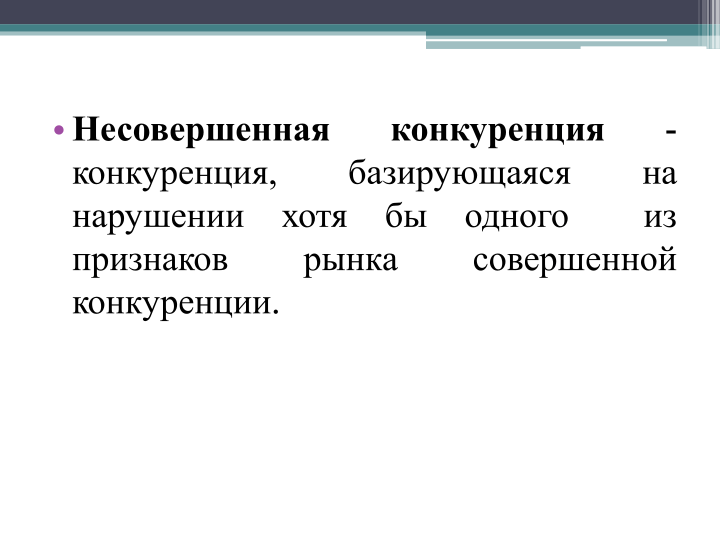 • Несовершенная конкуренция -
конкуренция, базирующаяся на
нарушении хотя бы одного из
признаков рынка совершенной
конкуренции.